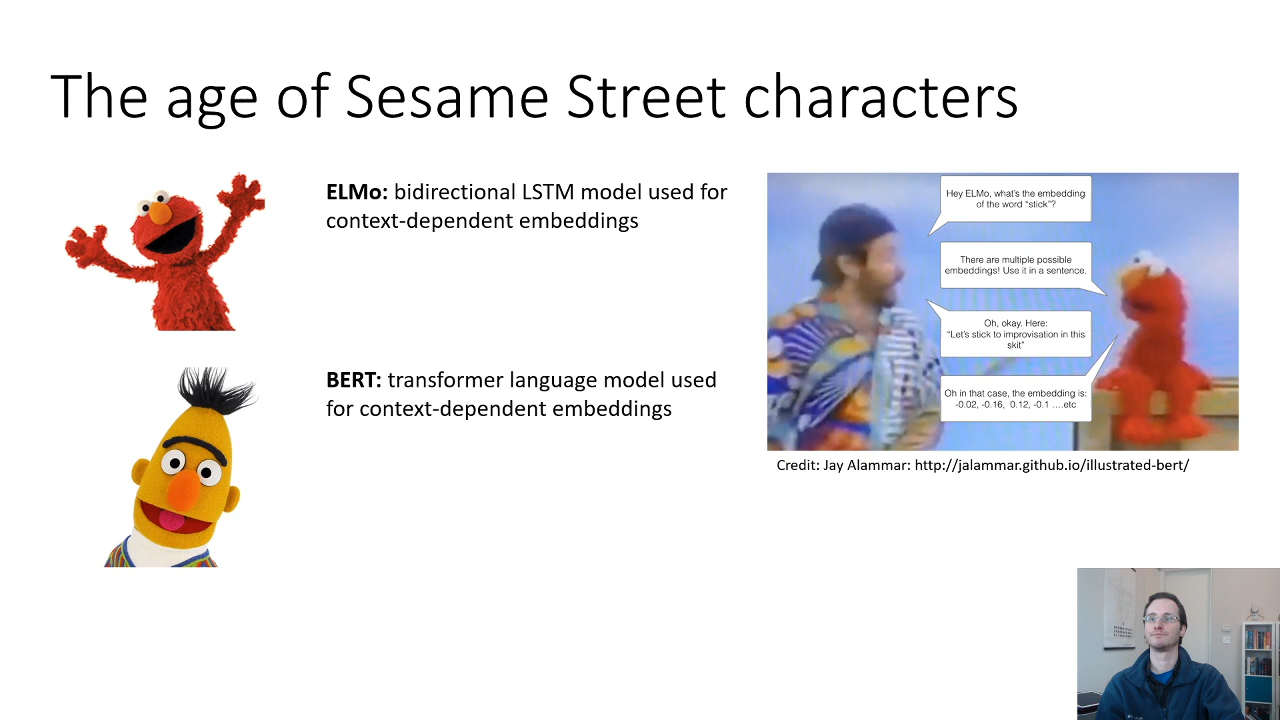 The age of Sesame Street characters
ELMo: bidirectional LSTM model used for
context-dependent embeddings
BERT: transformer language model used
for context-dependent embeddings
Hey ELMo, what's the embedding
of the word "stick"?
There are multiple possible
embeddings! Use it in a sentence.
Oh, okay. Here:
"Let's stick to improvisation in this
skit"
Oh in that case, the embedding is:
-0.02, -0.16, 0.12, -0.1 ....etc
Credit: Jay Alammar: http://jalammar.github.io/illustrated-bert/